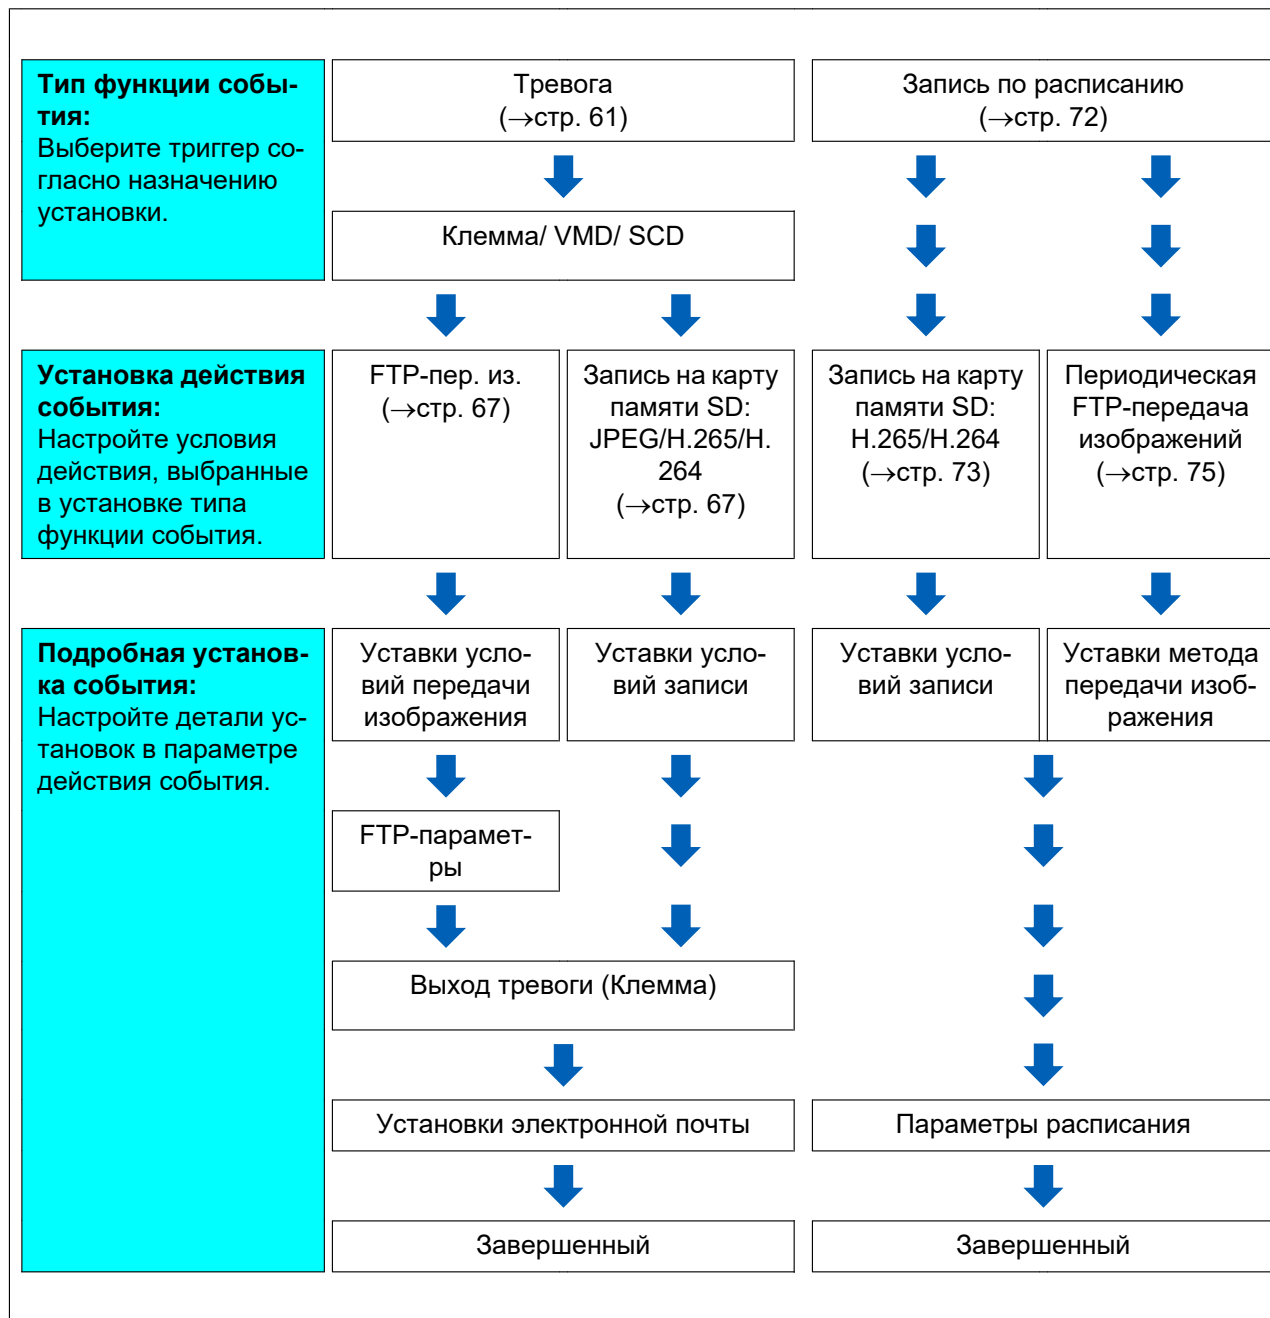 Тип функции собы-
тия:
Выберите триггер со-
гласно назначению
установки.
Тревога
(→стр. 61)
Запись по расписанию
(→стр. 72)
Клемма/ VMD/ SCD
Установка действия
события:
Настройте условия
действия, выбранные
в установке типа
функции события.
FTP-пер. из.
(→стр. 67)
Запись на карту
памяти SD:
JPEG/H.265/H.
264
(→стр. 67)
Запись на карту
памяти SD:
H.265/H.264
(→стр. 73)
Периодическая
FTP-передача
изображений
(→стр. 75)
Подробная установ-
ка события:
Настройте детали ус-
тановок в параметре
действия события.
Уставки усло-
вий передачи
изображения
Уставки усло-
вий записи
Уставки усло-
вий записи
Уставки метода
передачи изоб-
ражения
FTP-парамет-
ры
Выход тревоги (Клемма)
Установки электронной почты
Параметры расписания
Завершенный
Завершенный